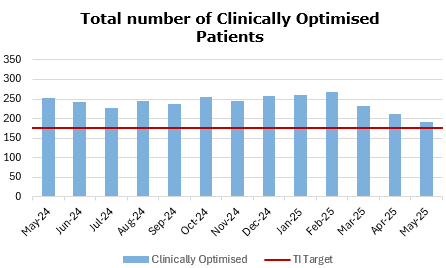 Total number of Clinically Optimised
Patients
350
300
250
200
150
100
50
0
May-24 Jun-24 Jul-24 Aug-24 Sep-24 Oct-24 Nov-24 Dec-24 Jan-25 Feb-25 Mar-25 Apr-25 May-25
Clinically Optimised TI Target